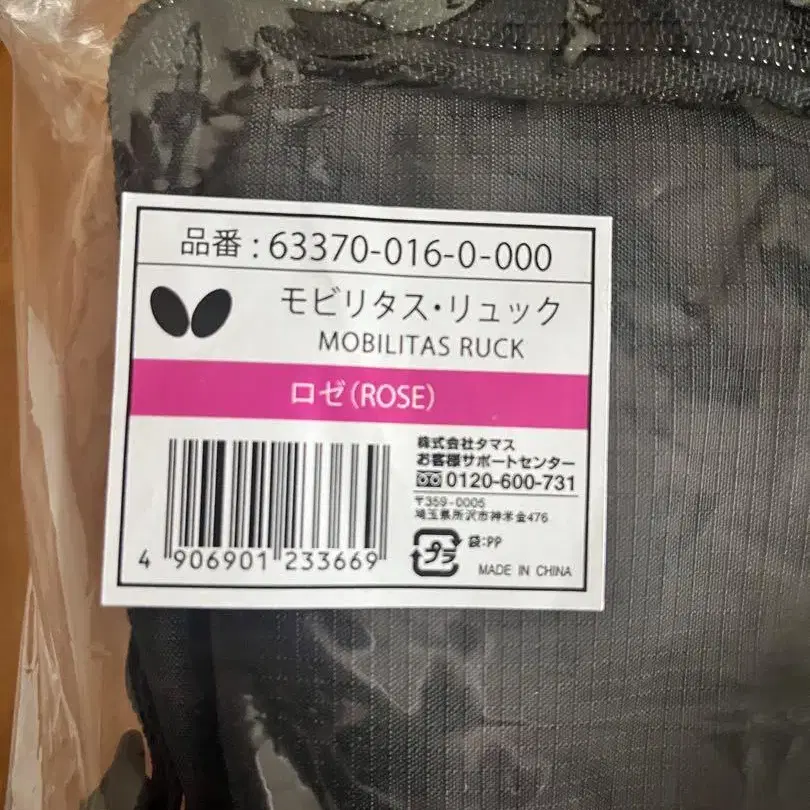 品番:63370-016-0-000
モビリタス・リュック
MOBILITAS RUCK
ロゼ(ROSE)
株式会社タマス
お客様サポートセンター
0120-600-731
〒359-0005
埼玉県所沢市神米金476
プラ
袋:PP
MADE IN CHINA
4 906901 233669